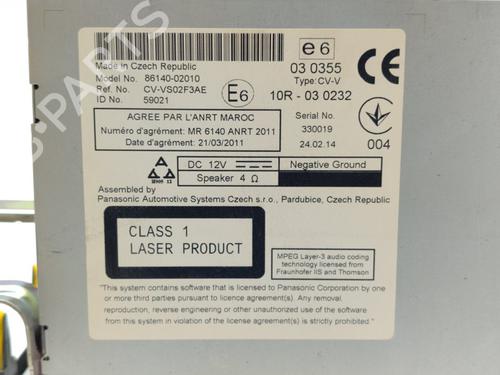 Made in Czech Republic
Model No. 86140-02010
Ref. No. CV-VS02F3AE
ID No. 59021
e6
03 0355
Type:CV-V
E6
10R - 03 0232
CE
Serial No.
330019
24.02.14
004
AGREE PAR L'ANRT MAROC
Numéro d'agrément: MR 6140 ANRT 2011
Date d'agrément: 21/03/2011
DC 12V
Negative Ground
Speaker 4 Ω
Assembled by
Panasonic Automotive Systems Czech s.r.o., Pardubice, Czech Republic
CLASS 1
LASER PRODUCT
MPEG Layer-3 audio coding
technology licensed from
Fraunhofer IIS and Thomson
"This system contains software that is licensed to Panasonic Corporation by one
or more third parties pursuant to licence agreement(s). Any removal,
reproduction, reverse engineering or other unauthorized use of the software
from this system in violation of the agreement(s) is strictly prohibited."
B-PARTS